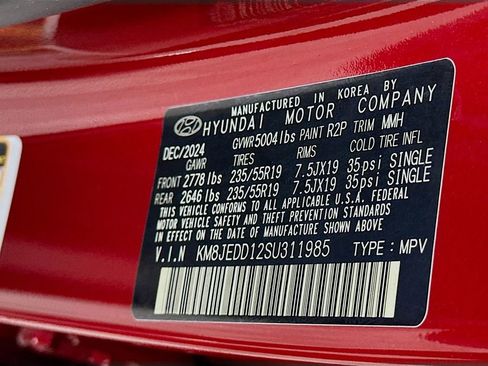 MANUFACTURED IN KOREA BY
HYUNDAI MOTOR COMPANY
DEC/2024 GVWR 5004 lbs PAINT R2P TRIM MMH
GAWR TIRES RIMS COLD TIRE INFL
FRONT 2778 lbs 235/55R19 7.5JX19 35psi SINGLE
REAR 2646 lbs 235/55R19 7.5JX19 35psi SINGLE
THIS VEHICLE CONFORMS TO ALL APPLICABLE U.S.A. FEDERAL
MOTOR VEHICLE SAFETY AND THEFT PREVENTION STANDARDS
IN EFFECT ON THE DATE OF MANUFACTURE SHOWN ABOVE
V.I.N KM8JEDD12SU311985 TYPE : MPV